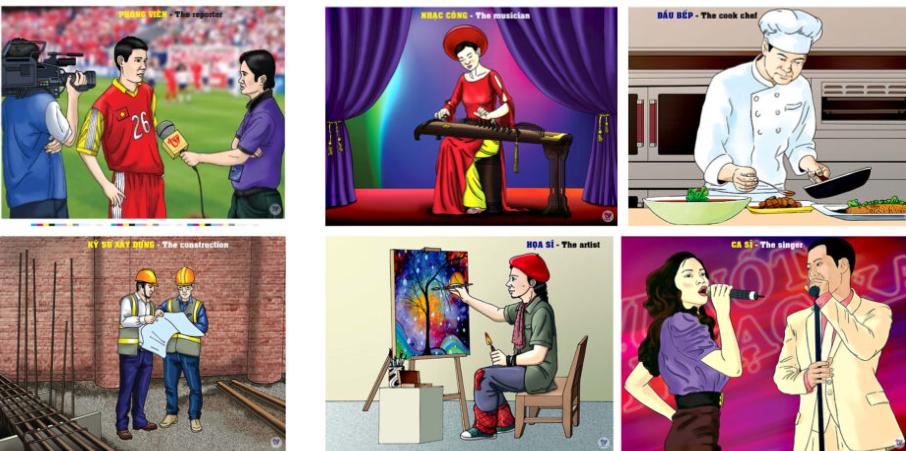 PHÓNG VIÊN - The reporter
26
NHẠC CÔNG - The musician
ĐẦU BẾP - The cook chef
KỸ SƯ XÂY DỰNG - The construction
HỌA SĨ - The artist
CA SĨ - The singer